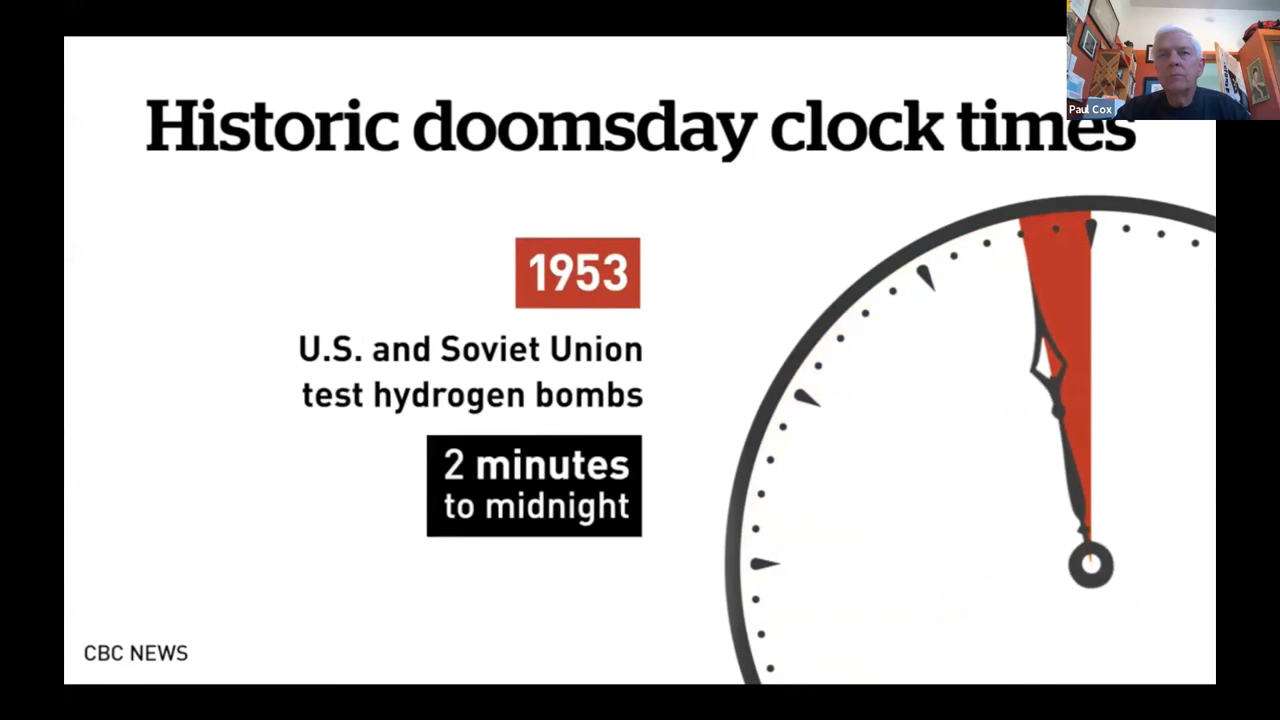 Historic doomsday clock times
Paul Cox
1953
U.S. and Soviet Union
test hydrogen bombs
2 minutes
to midnight
CBC NEWS